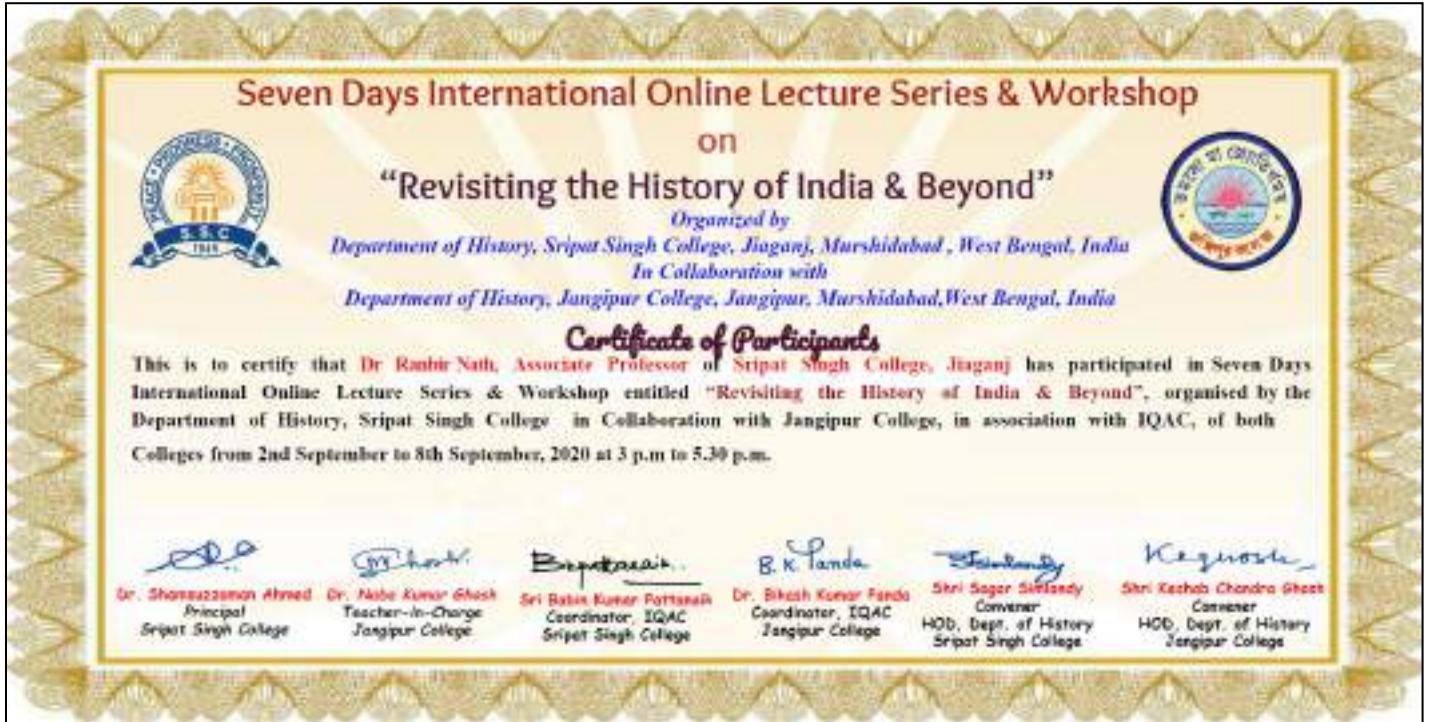 Seven Days International Online Lecture Series & Workshop
on
“Revisiting the History of India & Beyond”
Organized by
Department of History, Sripat Singh College, Jiaganj, Murshidabad , West Bengal, India
In Collaboration with
Department of History, Jangipur College, Jangipur, Murshidabad,West Bengal, India
PEACE • PROGRESS • PROSPERITY
S. S. C
1949
Certificate of Participants
This is to certify that Dr Ranbir Nath, Associate Professor of Sripat Singh College, Jiaganj has participated in Seven Days
International Online Lecture Series & Workshop entitled “Revisiting the History of India & Beyond”, organised by the
Department of History, Sripat Singh College in Collaboration with Jangipur College, in association with IQAC, of both
Colleges from 2nd September to 8th September, 2020 at 3 p.m to 5.30 p.m.
B. K Panda
Dr. Shamsuzzaman Ahmed
Principal
Sripat Singh College
Dr. Naba Kumar Ghosh
Teacher-In-Charge
Jangipur College
Sri Babin Kumar Pattanaik
Coordinator, IQAC
Sripat Singh College
Dr. Bikash Kumar Panda
Coordinator, IQAC
Jangipur College
Shri Sagar Simlandy
Convener
HOD, Dept. of History
Sripat Singh College
Shri Keshab Chandra Ghosh
Convener
HOD, Dept. of History
Jangipur College